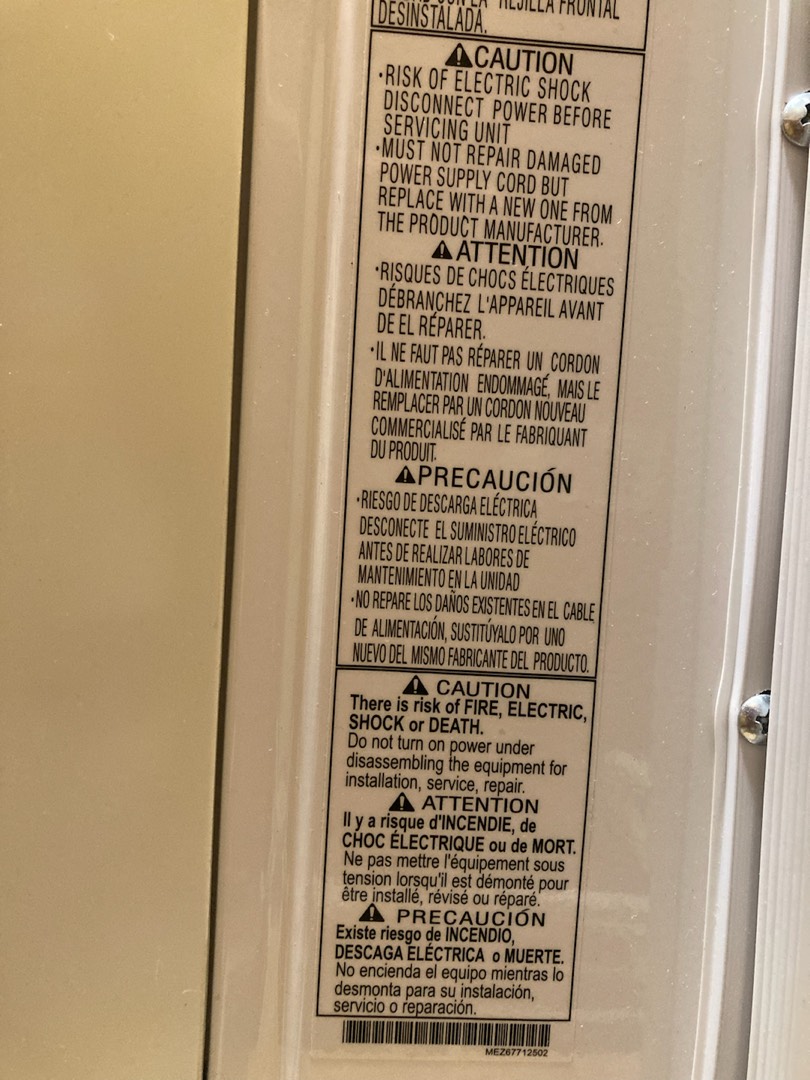 CON LA REJILLA FRONTAL
DESINSTALADA.
⚠CAUTION
•RISK OF ELECTRIC SHOCK
DISCONNECT POWER BEFORE
SERVICING UNIT
•MUST NOT REPAIR DAMAGED
POWER SUPPLY CORD BUT
REPLACE WITH A NEW ONE FROM
THE PRODUCT MANUFACTURER.
⚠ATTENTION
•RISQUES DE CHOCS ÉLECTRIQUES
DÉBRANCHEZ L'APPAREIL AVANT
DE EL RÉPARER.
•IL NE FAUT PAS RÉPARER UN CORDON
D'ALIMENTATION ENDOMMAGÉ, MAIS LE
REMPLACER PAR UN CORDON NOUVEAU
COMMERCIALISÉ PAR LE FABRIQUANT
DU PRODUIT.
⚠PRECAUCIÓN
•RIESGO DE DESCARGA ELÉCTRICA
DESCONECTE EL SUMINISTRO ELÉCTRICO
ANTES DE REALIZAR LABORES DE
MANTENIMIENTO EN LA UNIDAD
•NO REPARE LOS DAÑOS EXISTENTES EN EL CABLE
DE ALIMENTACIÓN, SUSTITÚYALO POR UNO
NUEVO DEL MISMO FABRICANTE DEL PRODUCTO.
⚠ CAUTION
There is risk of FIRE, ELECTRIC,
SHOCK or DEATH.
Do not turn on power under
disassembling the equipment for
installation, service, repair.
⚠ ATTENTION
Il y a risque d'INCENDIE, de
CHOC ÉLECTRIQUE ou de MORT.
Ne pas mettre l'équipement sous
tension lorsqu'il est démonté pour
être installé, révisé ou réparé.
⚠ PRECAUCIÓN
Existe riesgo de INCENDIO,
DESCAGA ELÉCTRICA o MUERTE.
No encienda el equipo mientras lo
desmonta para su instalación,
servicio o reparación.
MEZ67712502